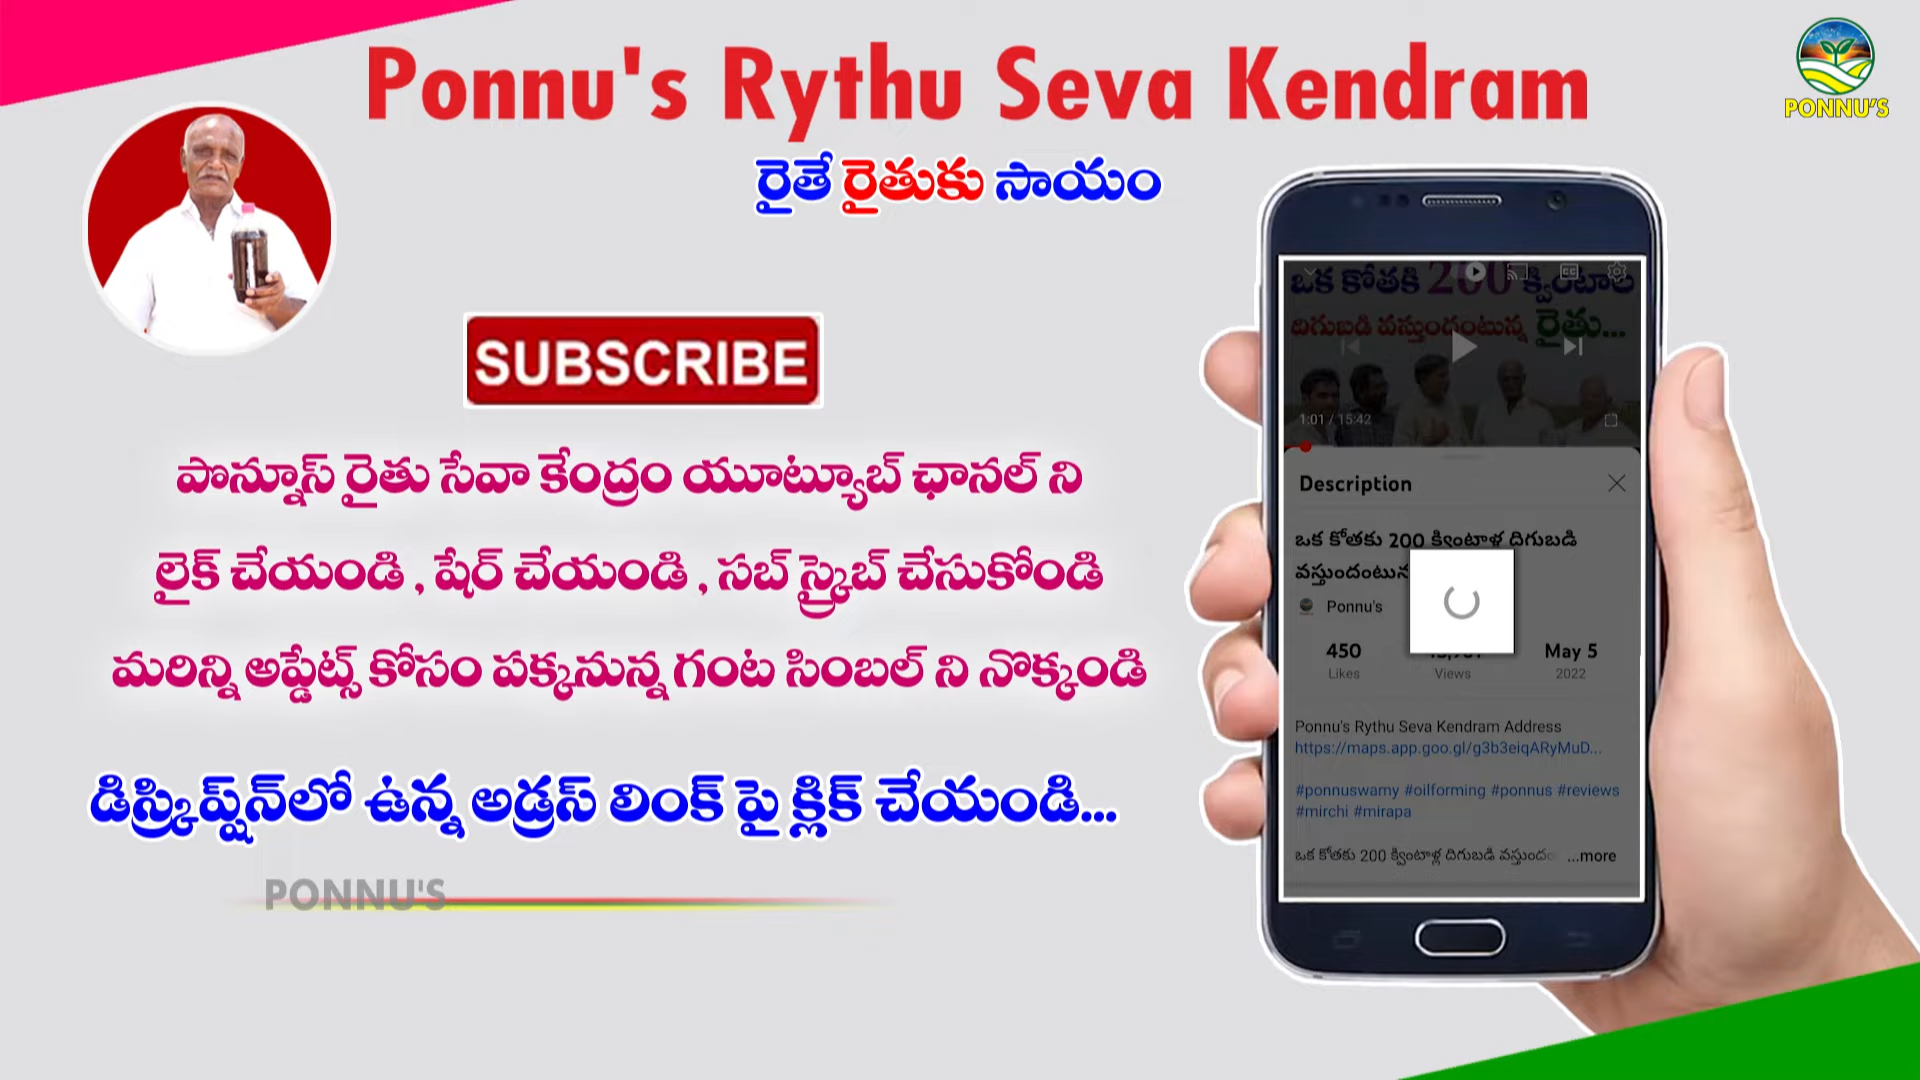 Ponnu's Rythu Seva Kendram
PONNU'S
రైతే రైతుకు సాయం
SUBSCRIBE
పొన్నూస్ రైతు సేవా కేంద్రం యూట్యూబ్ ఛానల్ ని
లైక్ చేయండి , షేర్ చేయండి , సబ్ స్క్రైబ్ చేసుకోండి
మరిన్ని అప్డేట్స్ కోసం పక్కనున్న గంట సింబల్ ని నొక్కండి
డిస్క్రిప్షన్‌లో ఉన్న అడ్రస్ లింక్ పై క్లిక్ చేయండి...
PONNU'S
ఒక కోతకి 200 క్వింటాల
దిగుబడి వస్తుందంటున్న రైతు...
1:01 / 15:42
Description
ఒక కోతకు 200 క్వింటాళ్ల దిగుబడి
Ponnu's
450 May 5
Likes Views 2022
Ponnu's Rythu Seva Kendram Address
https://maps.app.goo.gl/g3b3eiqARyMuD...
#ponnuswamy #oilforming #ponnus #reviews
#mirchi #mirapa
ఒక కోతకు 200 క్వింటాళ్ల దిగుబడి ...more